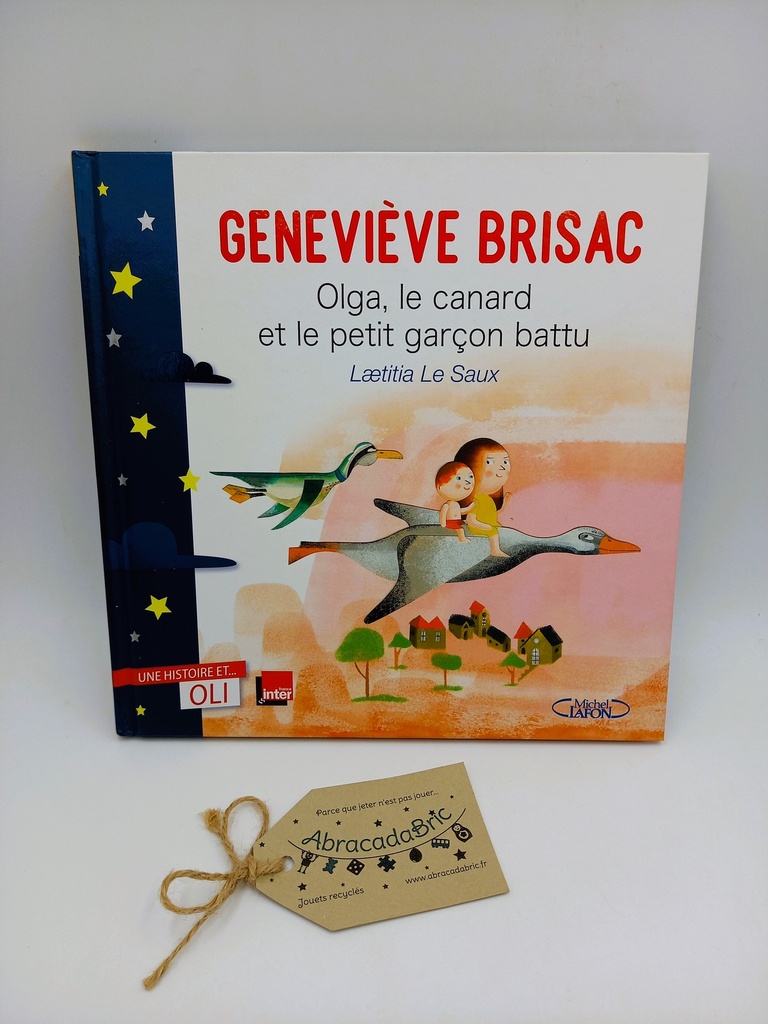 GENEVIÈVE BRISAC
Olga, le canard
et le petit garçon battu
Lætitia Le Saux
UNE HISTOIRE ET...
OLI
france
inter
Michel
LAFON
Parce que jeter n'est pas jouer...
AbracadaBric
Jouets recyclés
www.abracadabric.fr